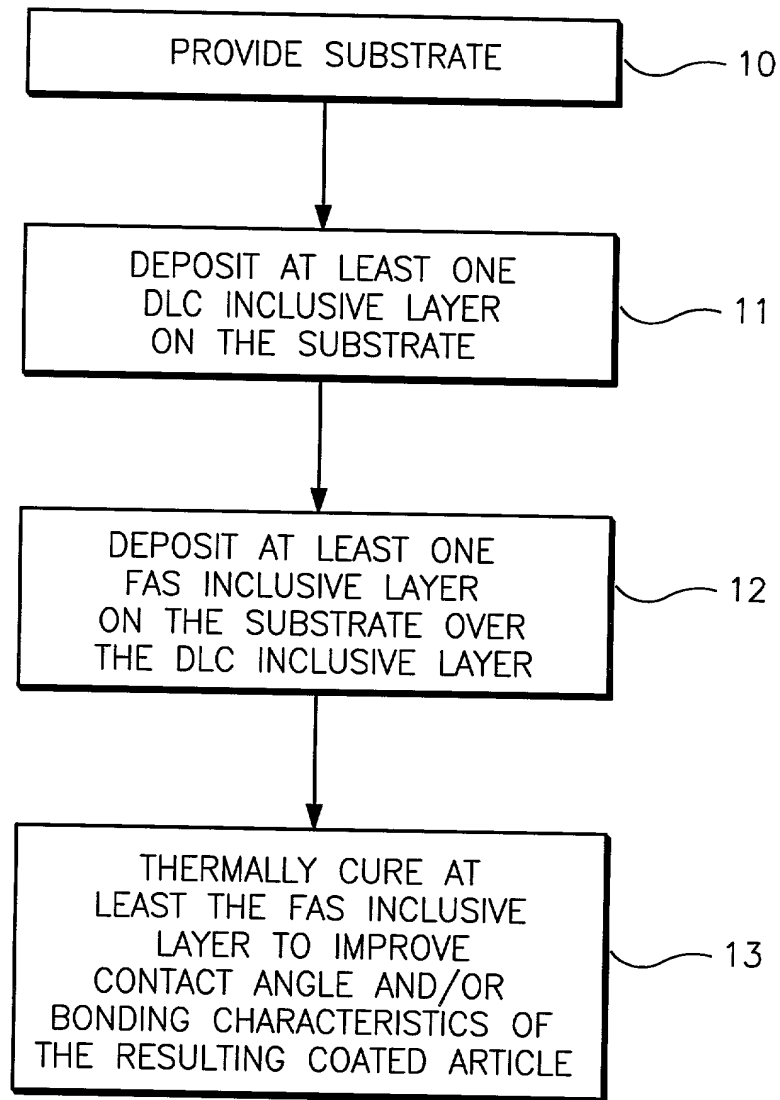 PROVIDE SUBSTRATE
10
DEPOSIT AT LEAST ONE
DLC INCLUSIVE LAYER
ON THE SUBSTRATE
11
DEPOSIT AT LEAST ONE
FAS INCLUSIVE LAYER
ON THE SUBSTRATE OVER
THE DLC INCLUSIVE LAYER
12
THERMALLY CURE AT
LEAST THE FAS INCLUSIVE
LAYER TO IMPROVE
CONTACT ANGLE AND/OR
BONDING CHARACTERISTICS OF
THE RESULTING COATED ARTICLE
13